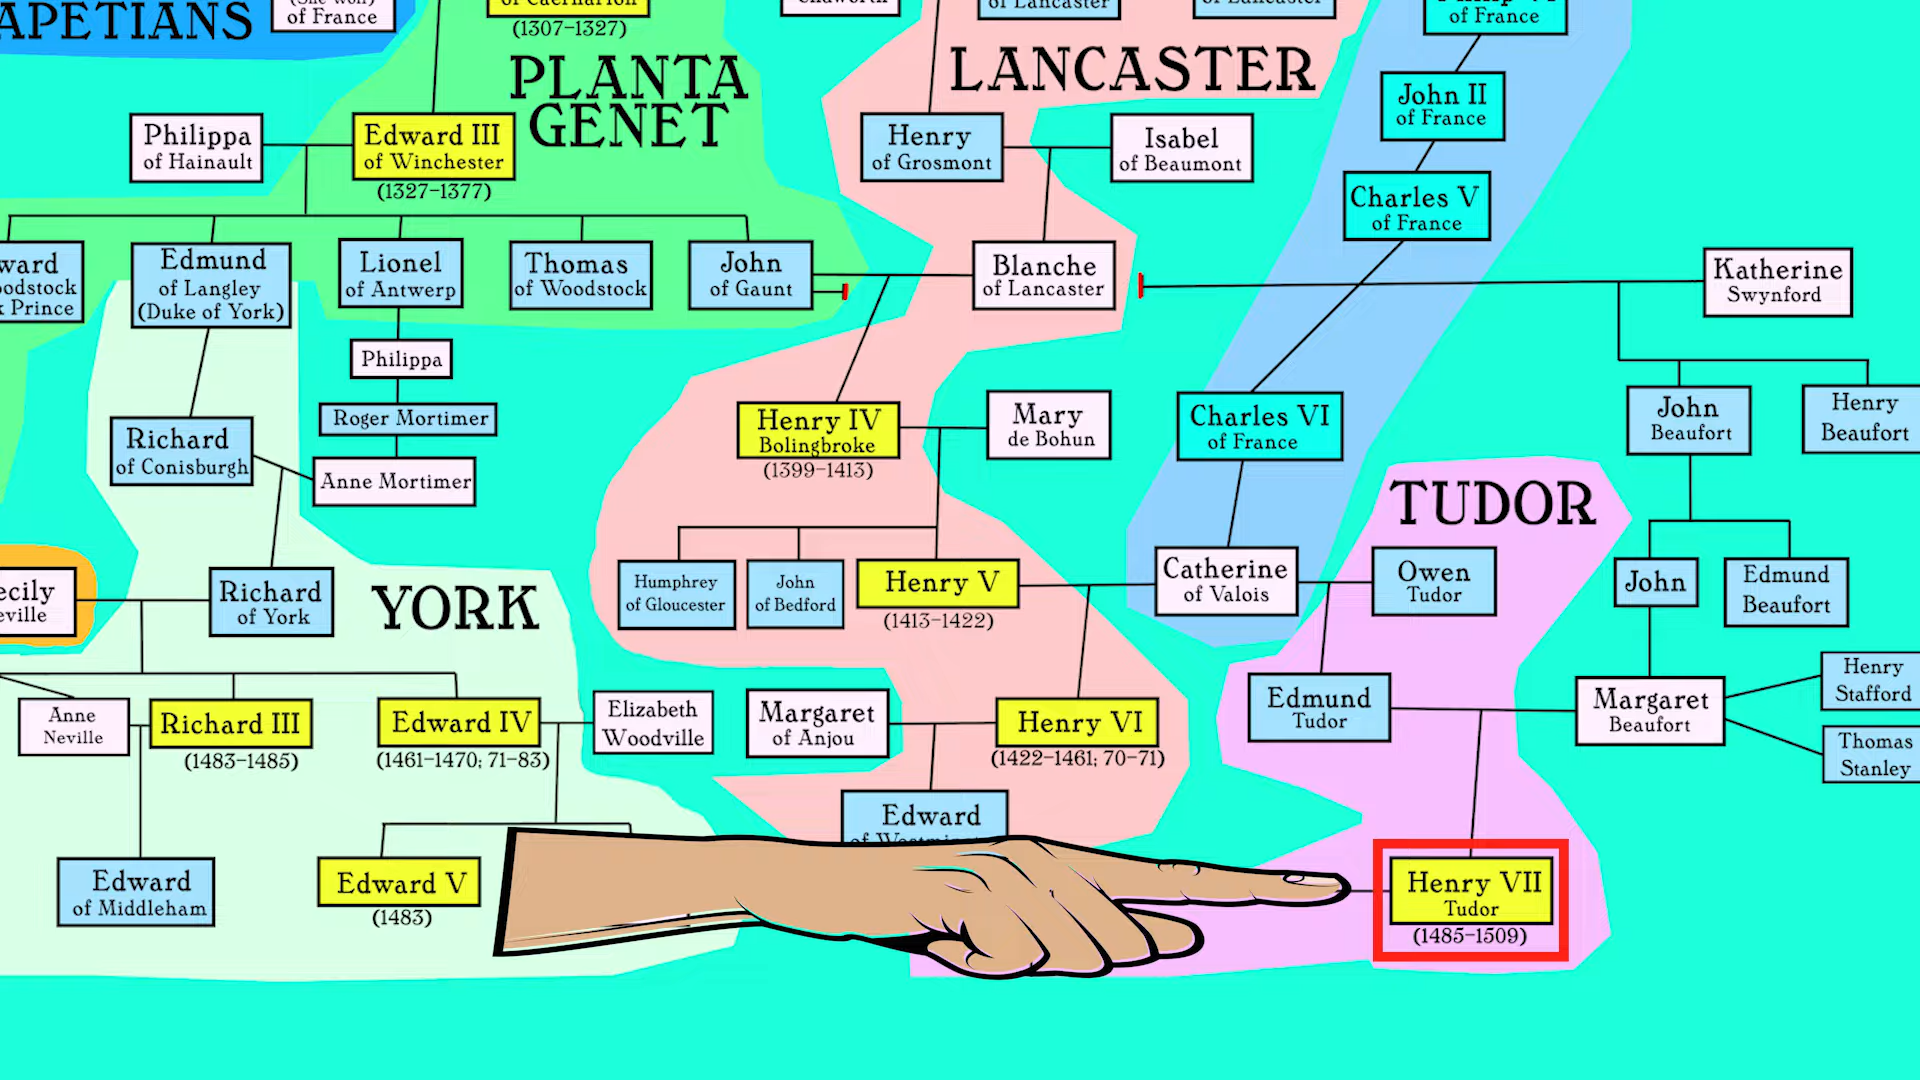 APETIANS
of France
(1307-1327)
of Lancaster
of France
PLANTA
GENET
LANCASTER
John II
of France
Philippa
of Hainault
Edward III
of Winchester
(1327-1377)
Henry
of Grosmont
Isabel
of Beaumont
Charles V
of France
ward
oodstock
k Prince
Edmund
of Langley
(Duke of York)
Lionel
of Antwerp
Thomas
of Woodstock
John
of Gaunt
Blanche
of Lancaster
Katherine
Swynford
Philippa
Roger Mortimer
Anne Mortimer
Richard
of Conisburgh
Henry IV
Bolingbroke
(1399-1413)
Mary
de Bohun
Charles VI
of France
John
Beaufort
Henry
Beaufort
TUDOR
ecily
eville
Richard
of York
YORK
Humphrey
of Gloucester
John
of Bedford
Henry V
(1413-1422)
Catherine
of Valois
Owen
Tudor
John
Edmund
Beaufort
Anne
Neville
Richard III
(1483-1485)
Edward IV
(1461-1470; 71-83)
Elizabeth
Woodville
Margaret
of Anjou
Henry VI
(1422-1461; 70-71)
Edmund
Tudor
Margaret
Beaufort
Henry
Stafford
Thomas
Stanley
Edward
of Middleham
Edward V
(1483)
Edward
Henry VII
Tudor
(1485-1509)